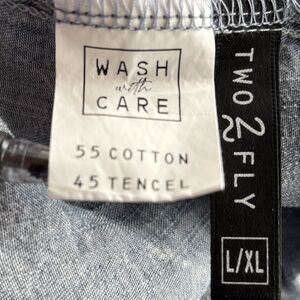 WASH
with
CARE
55 COTTON
45 TENCEL
TWO 2 FLY
L/XL